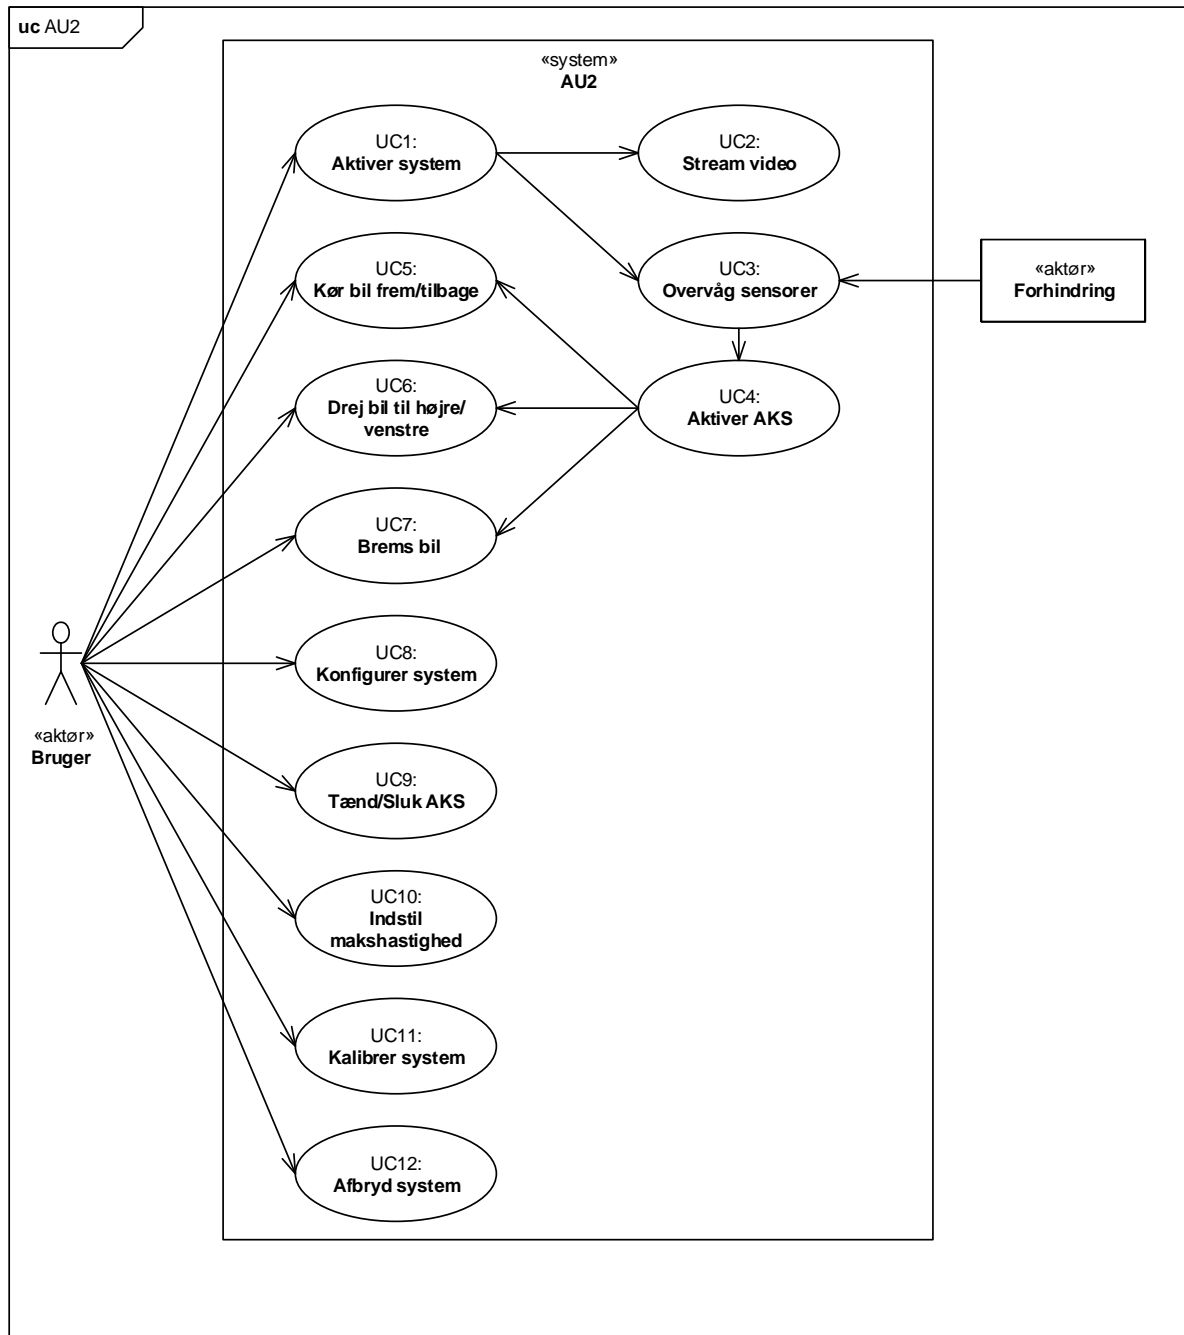 uc AU2
«system»
AU2
UC1:
Aktiver system
UC2:
Stream video
UC5:
Kør bil frem/tilbage
UC3:
Overvåg sensorer
«aktør»
Forhindring
UC6:
Drej bil til højre/
venstre
UC4:
Aktiver AKS
UC7:
Brems bil
UC8:
Konfigurer system
«aktør»
Bruger
UC9:
Tænd/Sluk AKS
UC10:
Indstil
makshastighed
UC11:
Kalibrer system
UC12:
Afbryd system